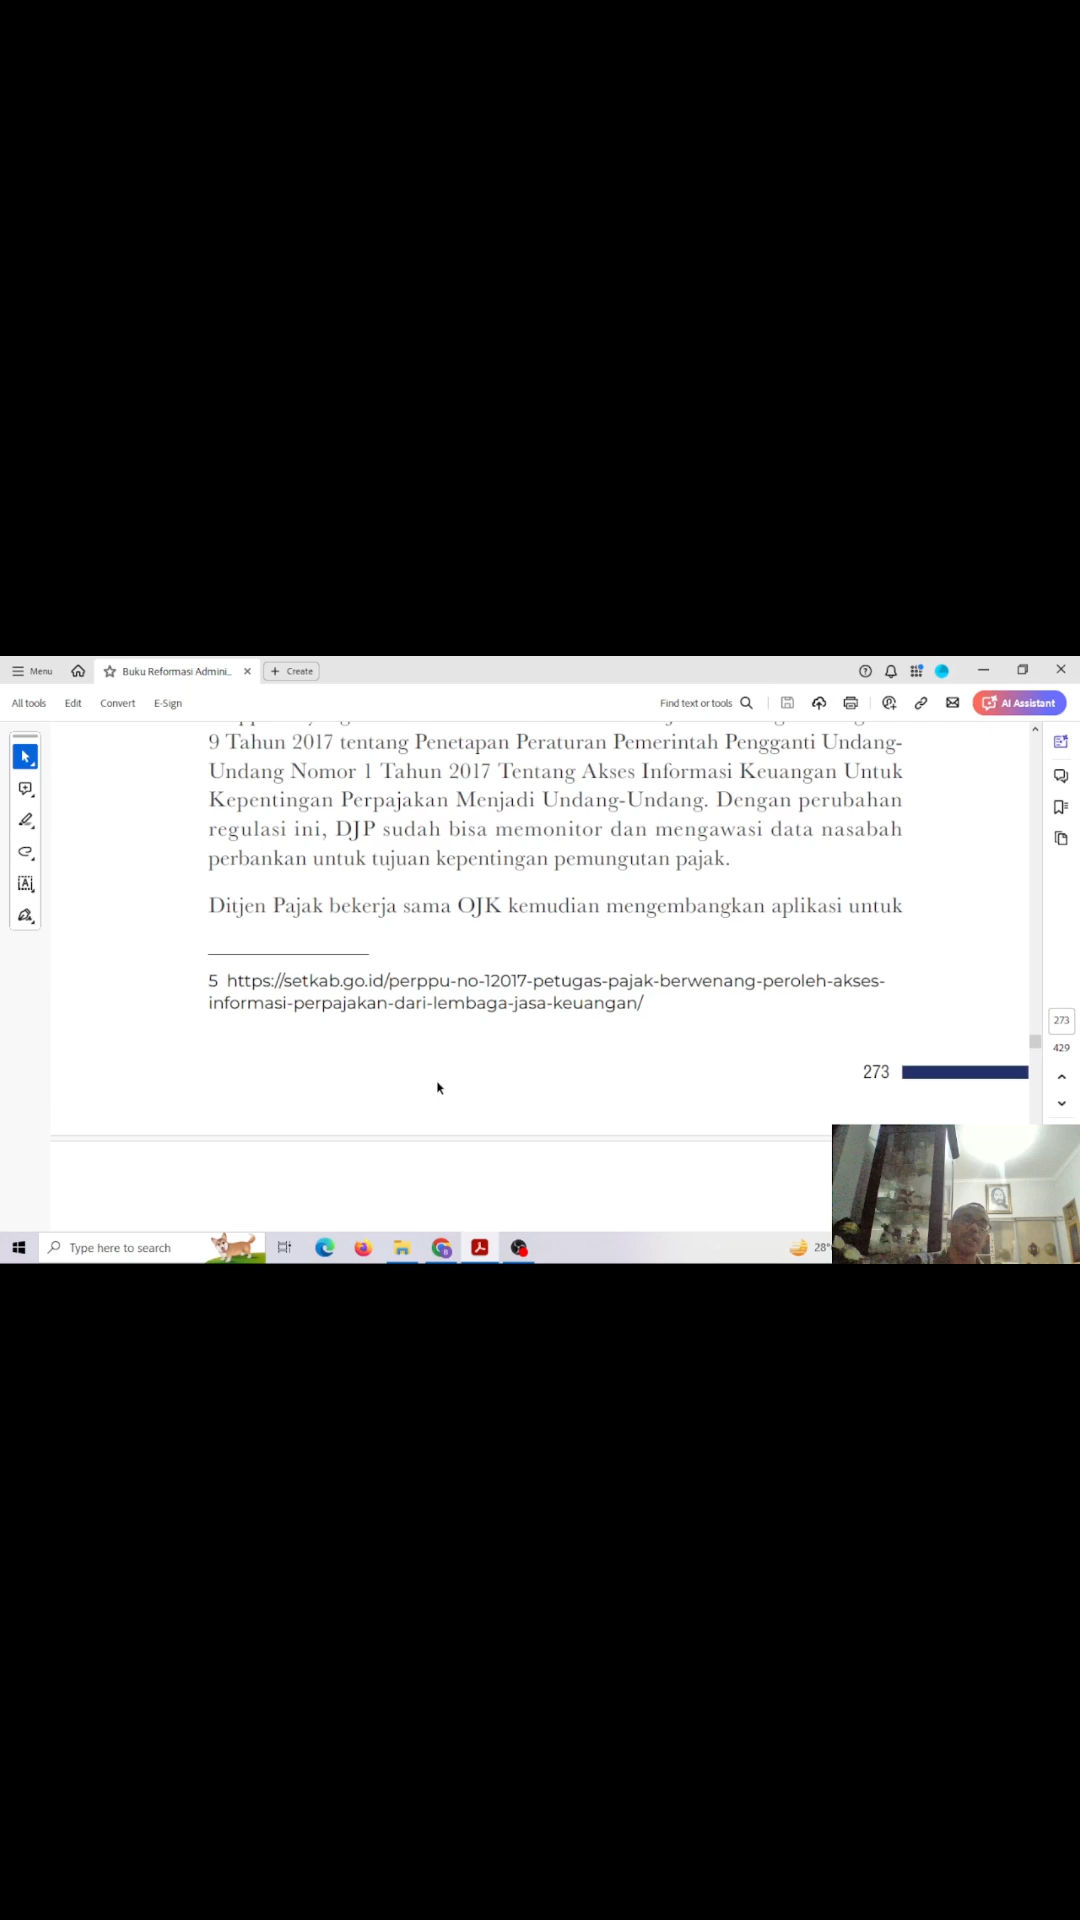 Menu
Buku Reformasi Admini...
Create
All tools
Edit
Convert
E-Sign
Find text or tools
AI Assistant
9 Tahun 2017 tentang Penetapan Peraturan Pemerintah Pengganti Undang-
Undang Nomor 1 Tahun 2017 Tentang Akses Informasi Keuangan Untuk
Kepentingan Perpajakan Menjadi Undang-Undang. Dengan perubahan
regulasi ini, DJP sudah bisa memonitor dan mengawasi data nasabah
perbankan untuk tujuan kepentingan pemungutan pajak.
Ditjen Pajak bekerja sama OJK kemudian mengembangkan aplikasi untuk
5 https://setkab.go.id/perppu-no-12017-petugas-pajak-berwenang-peroleh-akses-
informasi-perpajakan-dari-lembaga-jasa-keuangan/
273
273
429
Type here to search
28°